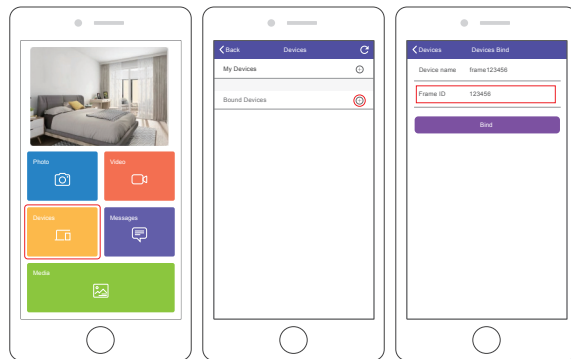 Photo
Video
Devices
Messages
Media
Back
Devices
My Devices
Bound Devices
Devices
Devices Bind
Device name
frame123456
Frame ID
123456
Bind